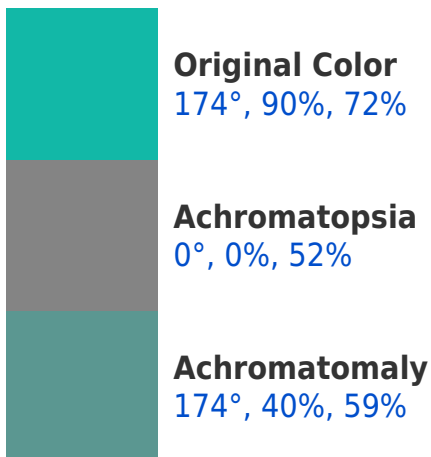 Original Color
174°, 90%, 72%
Achromatopsia
0°, 0%, 52%
Achromatomaly
174°, 40%, 59%